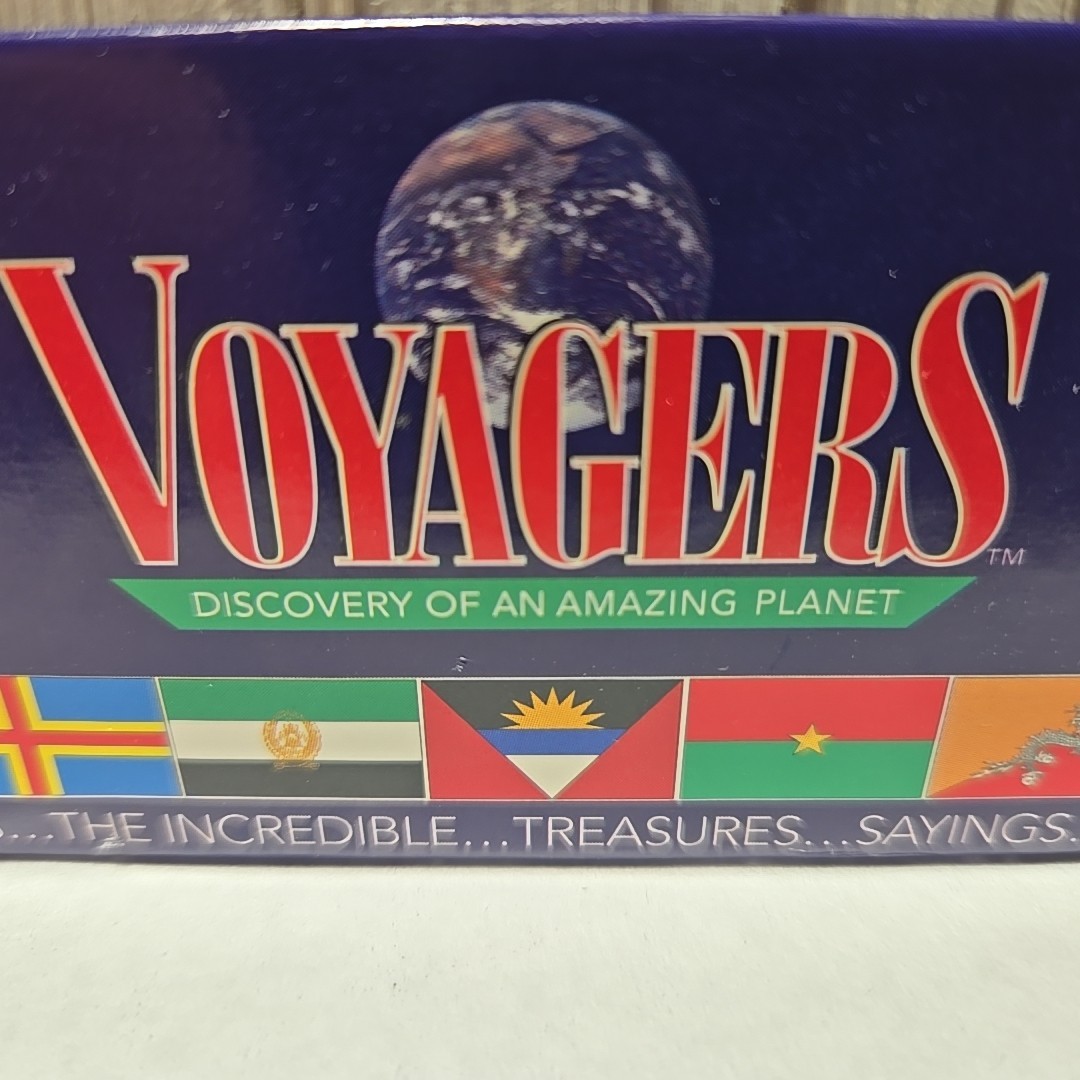 VOYAGERS TM
DISCOVERY OF AN AMAZING PLANET
...THE INCREDIBLE...TREASURES...SAYINGS.